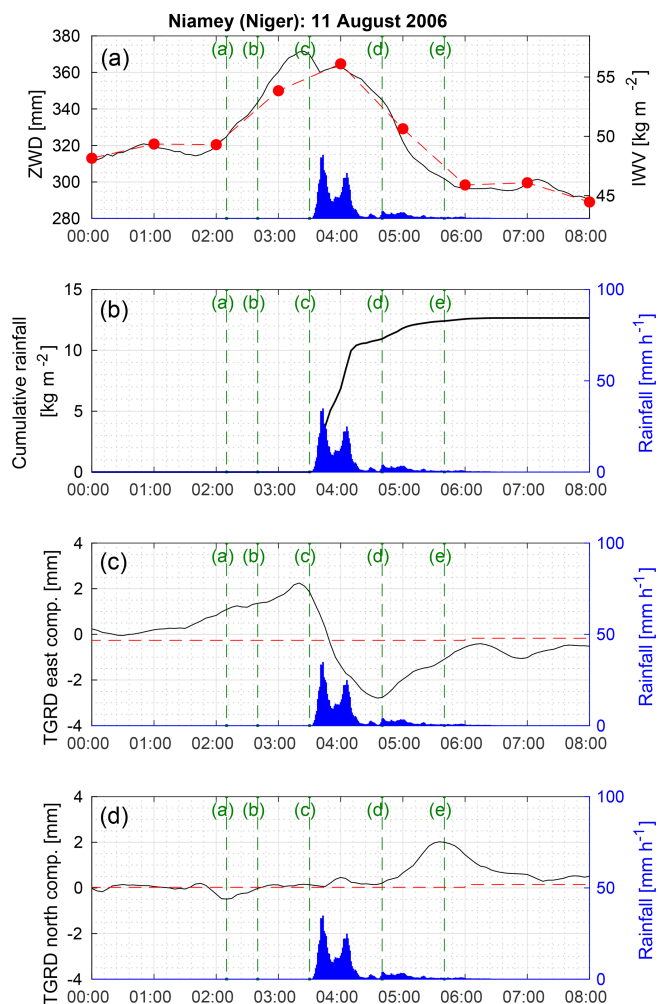 Niamey (Niger): 11 August 2006
(a)
(a) (b) (c) (d) (e)
ZWD [mm]
380
360
340
320
300
280
IWV [kg m -2]
55
50
45
00:00 01:00 02:00 03:00 04:00 05:00 06:00 07:00 08:00
(b)
(a) (b) (c) (d) (e)
Cumulative rainfall
[kg m -2]
15
10
5
0
Rainfall [mm h-1]
100
50
0
00:00 01:00 02:00 03:00 04:00 05:00 06:00 07:00 08:00
(c)
(a) (b) (c) (d) (e)
TGRD east comp. [mm]
4
2
0
-2
-4
Rainfall [mm h-1]
100
50
0
00:00 01:00 02:00 03:00 04:00 05:00 06:00 07:00 08:00
(d)
(a) (b) (c) (d) (e)
TGRD north comp. [mm]
4
2
0
-2
-4
Rainfall [mm h-1]
100
50
0
00:00 01:00 02:00 03:00 04:00 05:00 06:00 07:00 08:00